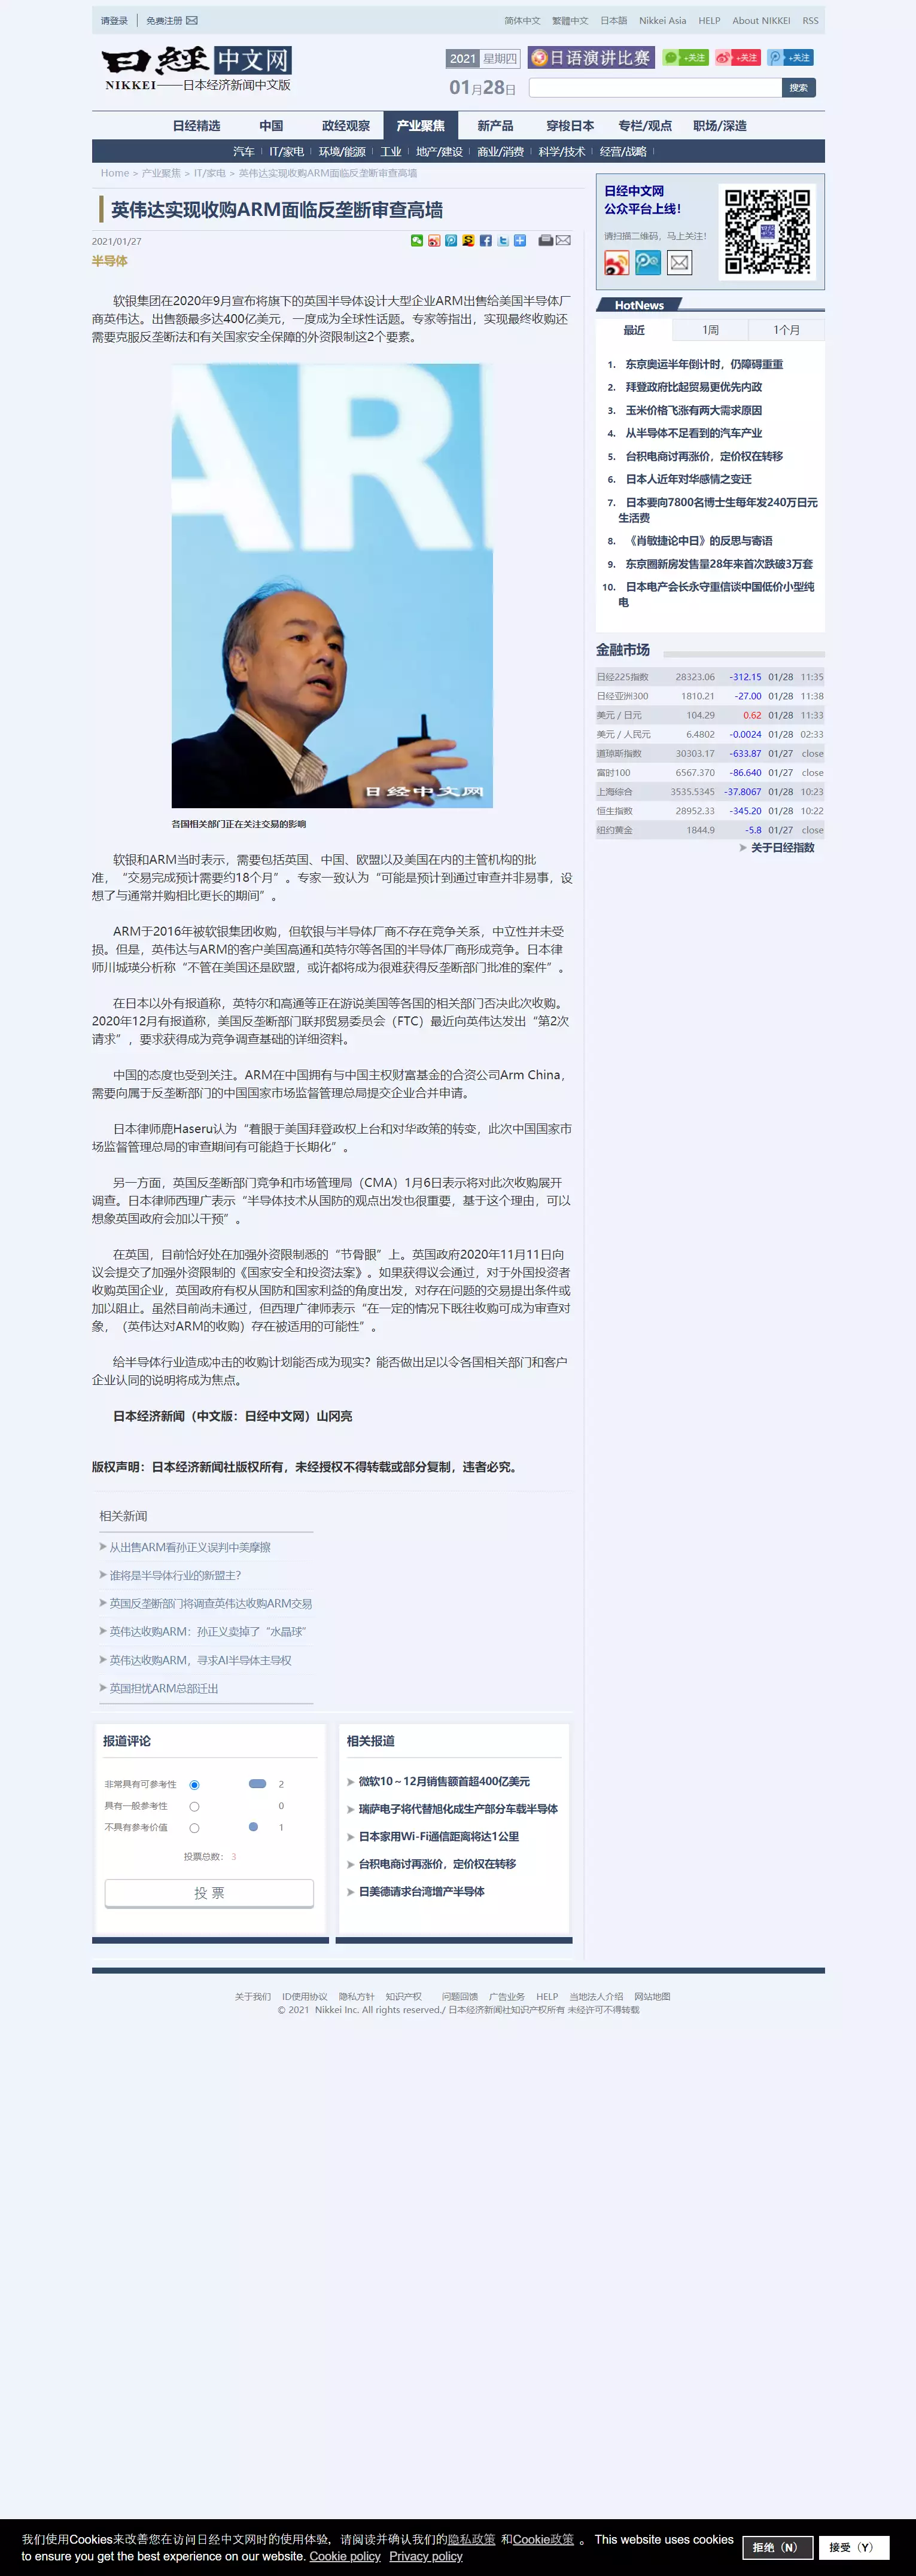 请登录 免费注册
简体中文 繁體中文 日本語 Nikkei Asia HELP About NIKKEI RSS
日経中文网
NIKKEI——日本经济新闻中文版
2021 星期四
01月28日
日语演讲比赛
+关注 +关注 +关注
搜索
日经精选 中国 政经观察 产业聚焦 新产品 穿梭日本 专栏/观点 职场/深造
汽车 IT/家电 环境/能源 工业 地产/建设 商业/消费 科学/技术 经营/战略
Home > 产业聚焦 > IT/家电 > 英伟达实现收购ARM面临反垄断审查高墙
英伟达实现收购ARM面临反垄断审查高墙
2021/01/27
半导体
软银集团在2020年9月宣布将旗下的英国半导体设计大型企业ARM出售给美国半导体厂
商英伟达。出售额最多达400亿美元，一度成为全球性话题。专家等指出，实现最终收购还
需要克服反垄断法和有关国家安全保障的外资限制这2个要素。
AR
日经中文网
各国相关部门正在关注交易的影响
软银和ARM当时表示，需要包括英国、中国、欧盟以及美国在内的主管机构的批
准，“交易完成预计需要约18个月”。专家一致认为“可能是预计到通过审查并非易事，设
想了与通常并购相比更长的期间”。
ARM于2016年被软银集团收购，但软银与半导体厂商不存在竞争关系，中立性并未受
损。但是，英伟达与ARM的客户美国高通和英特尔等各国的半导体厂商形成竞争。日本律
师川城瑛分析称“不管在美国还是欧盟，或许都将成为很难获得反垄断部门批准的案件”。
在日本以外有报道称，英特尔和高通等正在游说美国等各国的相关部门否决此次收购。
2020年12月有报道称，美国反垄断部门联邦贸易委员会（FTC）最近向英伟达发出“第2次
请求”，要求获得成为竞争调查基础的详细资料。
中国的态度也受到关注。ARM在中国拥有与中国主权财富基金的合资公司Arm China，
需要向属于反垄断部门的中国国家市场监督管理总局提交企业合并申请。
日本律师鹿Haseru认为“着眼于美国拜登政权上台和对华政策的转变，此次中国国家市
场监督管理总局的审查期间有可能趋于长期化”。
另一方面，英国反垄断部门竞争和市场管理局（CMA）1月6日表示将对此次收购展开
调查。日本律师西理广表示“半导体技术从国防的观点出发也很重要，基于这个理由，可以
想象英国政府会加以干预”。
在英国，目前恰好处在加强外资限制悉的“节骨眼”上。英国政府2020年11月11日向
议会提交了加强外资限制的《国家安全和投资法案》。如果获得议会通过，对于外国投资者
收购英国企业，英国政府有权从国防和国家利益的角度出发，对存在问题的交易提出条件或
加以阻止。虽然目前尚未通过，但西理广律师表示“在一定的情况下既往收购可成为审查对
象，（英伟达对ARM的收购）存在被适用的可能性”。
给半导体行业造成冲击的收购计划能否成为现实？能否做出足以令各国相关部门和客户
企业认同的说明将成为焦点。
日本经济新闻（中文版：日经中文网）山冈亮
版权声明：日本经济新闻社版权所有，未经授权不得转载或部分复制，违者必究。
相关新闻
从出售ARM看孙正义误判中美摩擦
谁将是半导体行业的新盟主？
英国反垄断部门将调查英伟达收购ARM交易
英伟达收购ARM：孙正义卖掉了“水晶球”
英伟达收购ARM，寻求AI半导体主导权
英国担忧ARM总部迁出
报道评论
非常具有可参考性 2
具有一般参考性 0
不具有参考价值 1
投票总数： 3
投 票
相关报道
微软10～12月销售额首超400亿美元
瑞萨电子将代替旭化成生产部分车载半导体
日本家用Wi-Fi通信距离将达1公里
台积电商讨再涨价，定价权在转移
日美德请求台湾增产半导体
日经中文网
公众平台上线！
请扫描二维码，马上关注！
HotNews
最近 1周 1个月
1. 东京奥运半年倒计时，仍障碍重重
2. 拜登政府比起贸易更优先内政
3. 玉米价格飞涨有两大需求原因
4. 从半导体不足看到的汽车产业
5. 台积电商讨再涨价，定价权在转移
6. 日本人近年对华感情之变迁
7. 日本要向7800名博士生每年发240万日元
生活费
8. 《肖敏捷论中日》的反思与寄语
9. 东京圈新房发售量28年来首次跌破3万套
10. 日本电产会长永守重信谈中国低价小型纯
电
金融市场
日经225指数 28323.06 -312.15 01/28 11:35
日经亚洲300 1810.21 -27.00 01/28 11:38
美元 / 日元 104.29 0.62 01/28 11:33
美元 / 人民元 6.4802 -0.0024 01/28 02:33
道琼斯指数 30303.17 -633.87 01/27 close
富时100 6567.370 -86.640 01/27 close
上海综合 3535.5345 -37.8067 01/28 10:23
恒生指数 28952.33 -345.20 01/28 10:22
纽约黄金 1844.9 -5.8 01/27 close
关于日经指数
关于我们 ID使用协议 隐私方针 知识产权 问题回馈 广告业务 HELP 当地法人介绍 网站地图
© 2021 Nikkei Inc. All rights reserved./ 日本经济新闻社知识产权所有 未经许可不得转载
我们使用Cookies来改善您在访问日经中文网时的使用体验，请阅读并确认我们的隐私政策 和Cookie政策 。 This website uses cookies
to ensure you get the best experience on our website. Cookie policy Privacy policy
拒绝（N） 接受（Y）